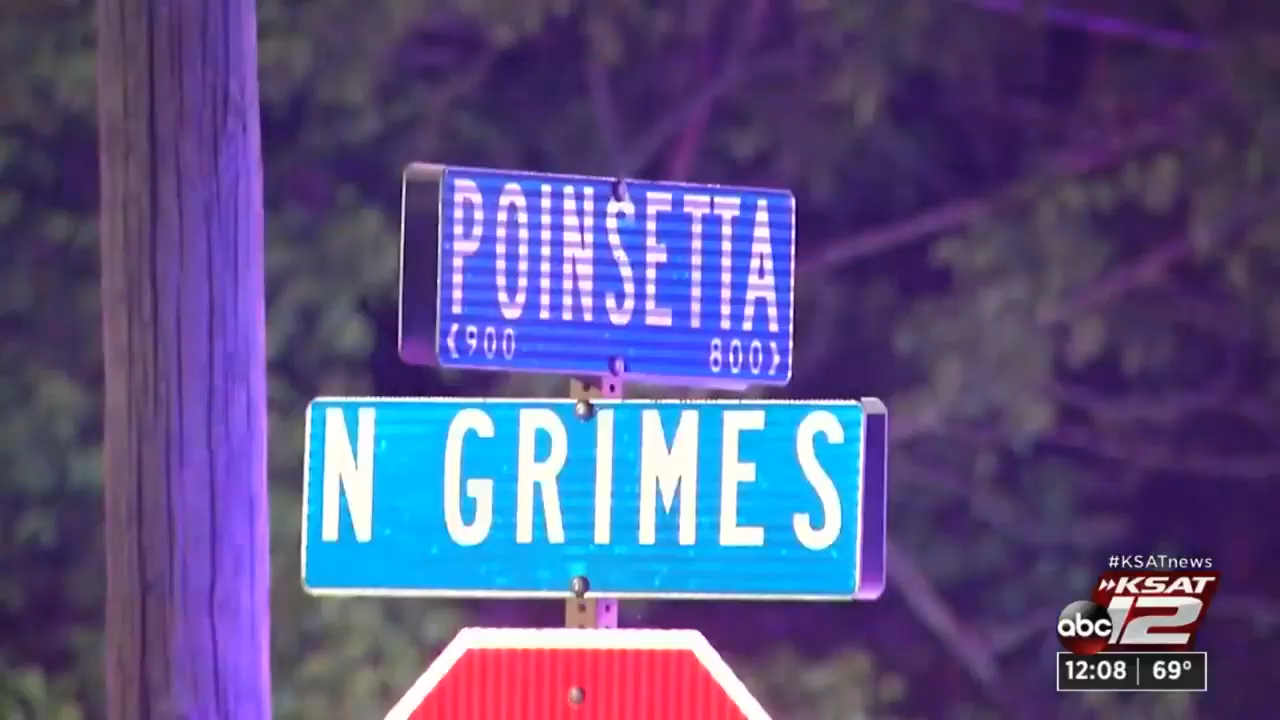 POINSETTA
<900 800>
N GRIMES
#KSATnews
»KSAT
abc 12
12:08 69°